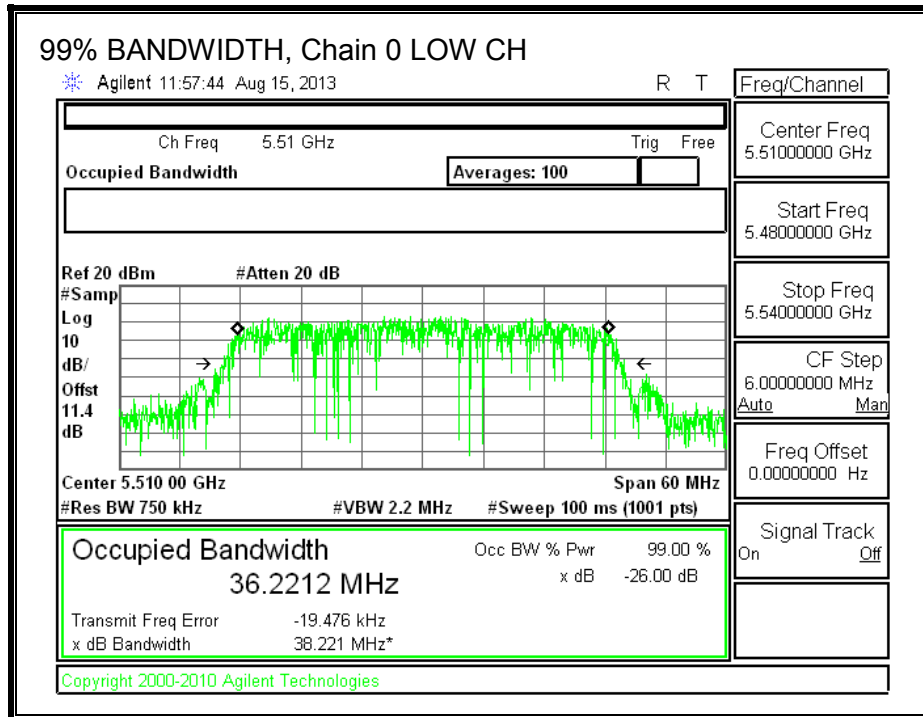 99% BANDWIDTH, Chain 0 LOW CH
Agilent 11:57:44 Aug 15, 2013 R T
Freq/Channel
Ch Freq 5.51 GHz Trig Free
Occupied Bandwidth Averages: 100
Center Freq
5.51000000 GHz
Start Freq
5.48000000 GHz
Stop Freq
5.54000000 GHz
CF Step
6.00000000 MHz
Auto Man
Freq Offset
0.00000000 Hz
Signal Track
On Off
Ref 20 dBm #Atten 20 dB
#Samp
Log
10
dB/
Offst
11.4
dB
Center 5.510 00 GHz Span 60 MHz
#Res BW 750 kHz #VBW 2.2 MHz #Sweep 100 ms (1001 pts)
Occupied Bandwidth Occ BW % Pwr 99.00 %
36.2212 MHz x dB -26.00 dB
Transmit Freq Error -19.476 kHz
x dB Bandwidth 38.221 MHz*
Copyright 2000-2010 Agilent Technologies